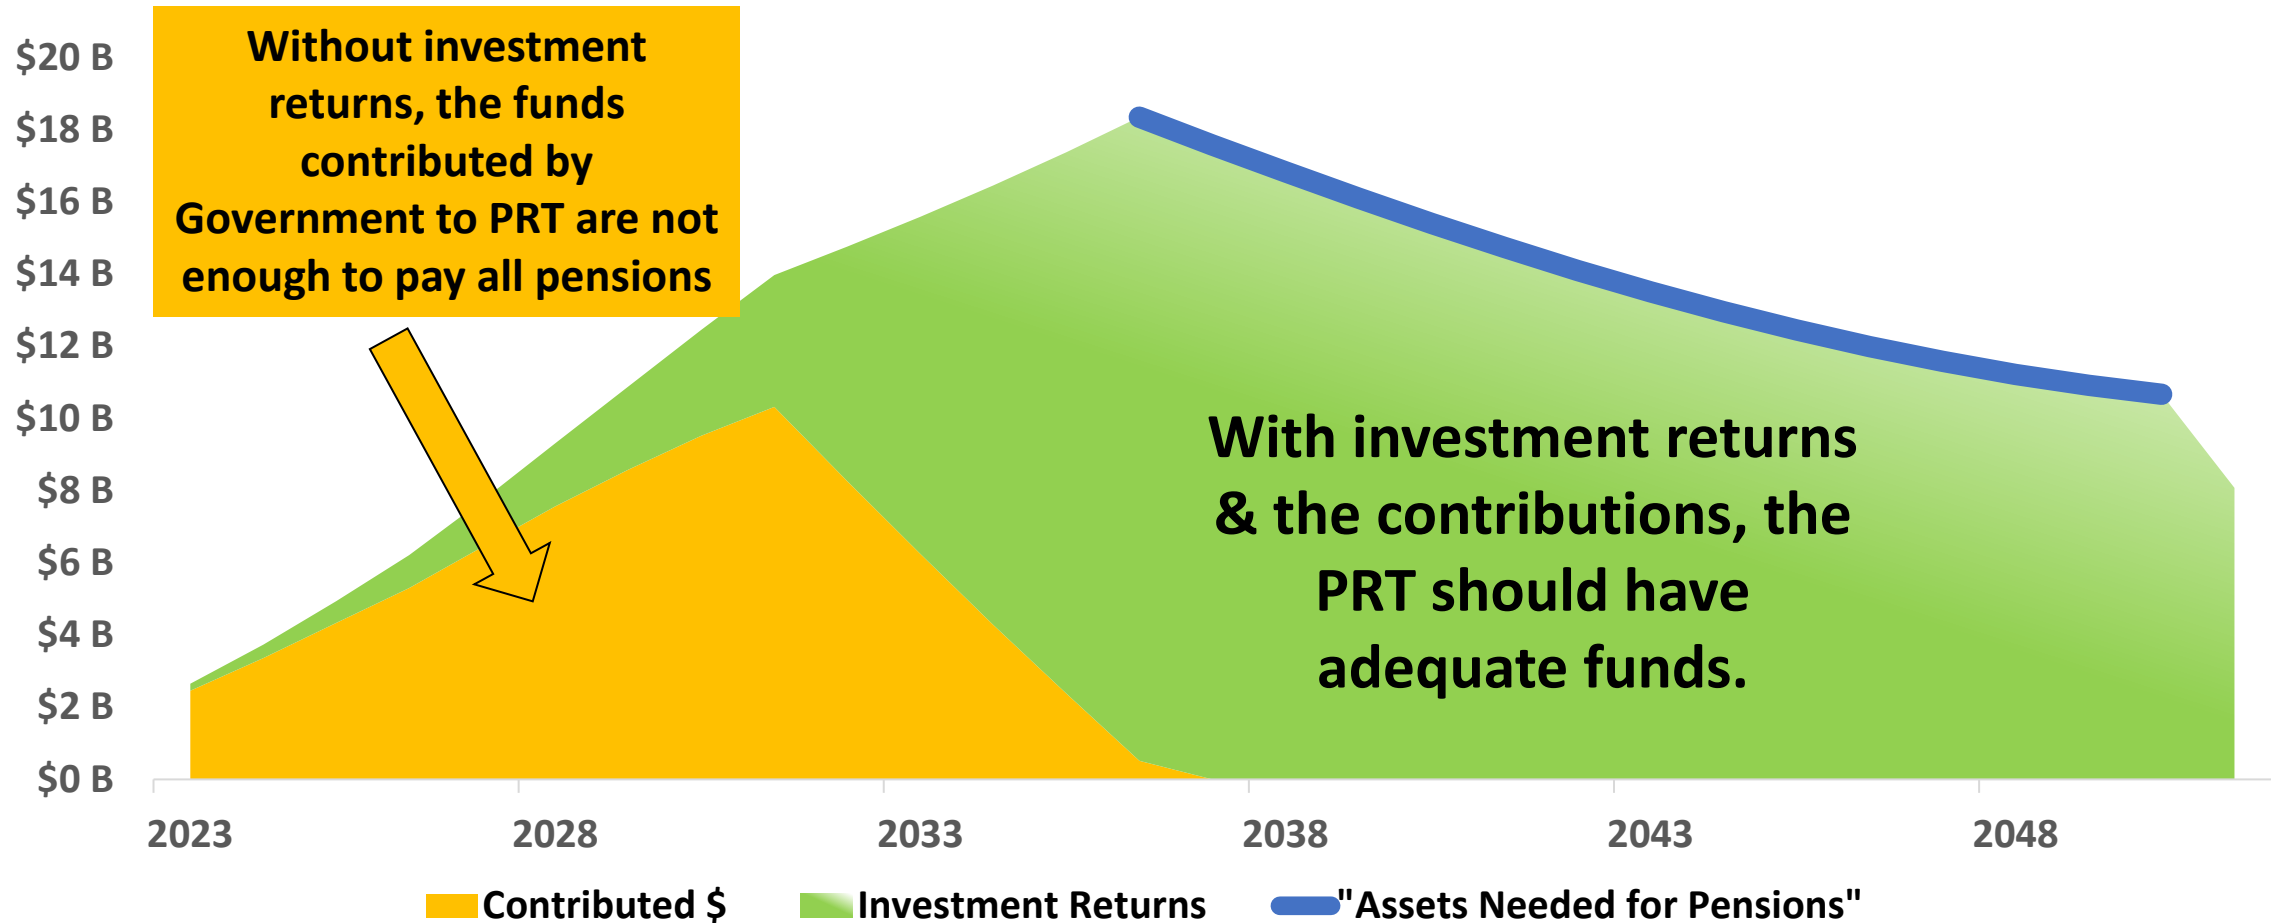 Without investment
returns, the funds
contributed by
Government to PRT are not
enough to pay all pensions
$20 B
$18 B
$16 B
$14 B
$12 B
$10 B
$8 B
$6 B
$4 B
$2 B
$0 B
With investment returns
& the contributions, the
PRT should have
adequate funds.
2023 2028 2033 2038 2043 2048
Contributed $ Investment Returns "Assets Needed for Pensions"